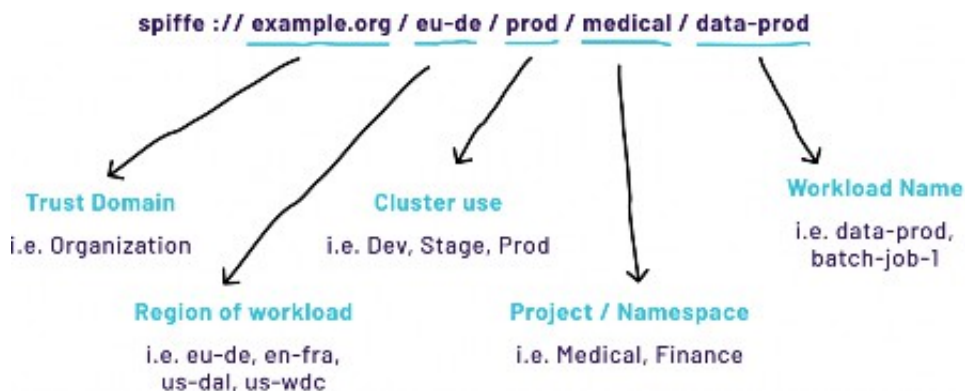 spiffe :// example.org / eu-de / prod / medical / data-prod
Trust Domain
i.e. Organization
Cluster use
i.e. Dev, Stage, Prod
Workload Name
i.e. data-prod,
batch-job-1
Region of workload
i.e. eu-de, en-fra,
us-dal, us-wdc
Project / Namespace
i.e. Medical, Finance